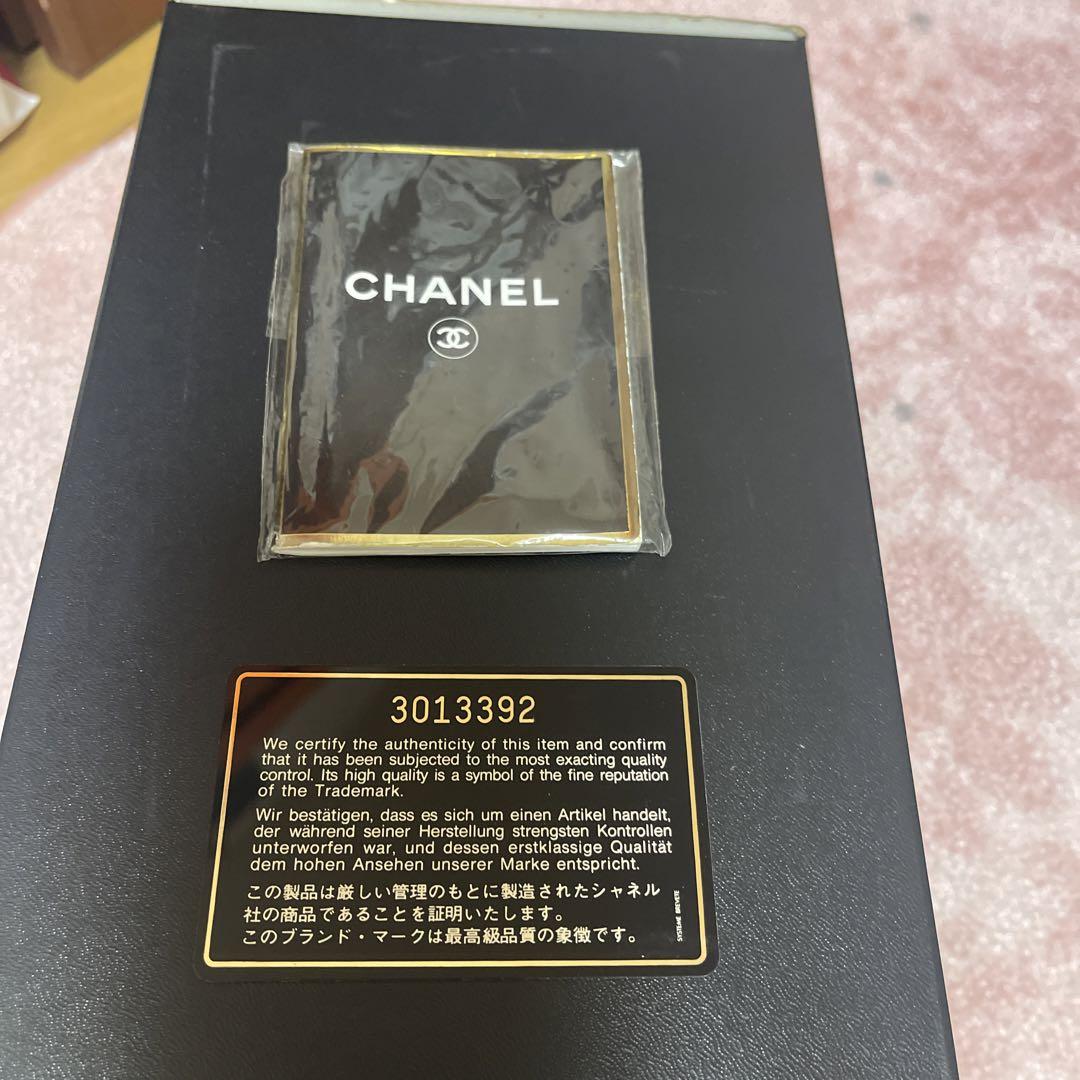 CHANEL
3013392
We certify the authenticity of this item and confirm
that it has been subjected to the most exacting quality
control. Its high quality is a symbol of the fine reputation
of the Trademark.
Wir bestätigen, dass es sich um einen Artikel handelt,
der während seiner Herstellung strengsten Kontrollen
unterworfen war, und dessen erstklassige Qualität
dem hohen Ansehen unserer Marke entspricht.
この製品は厳しい管理のもとに製造されたシャネル
社の商品であることを証明いたします。
このブランド・マークは最高級品質の象徴です。
SYSTEME BREVETE